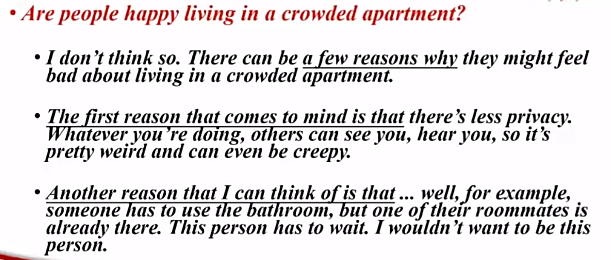 • Are people happy living in a crowded apartment?
• I don't think so. There can be a few reasons why they might feel
bad about living in a crowded apartment.
• The first reason that comes to mind is that there's less privacy.
Whatever you're doing, others can see you, hear you, so it's
pretty weird and can even be creepy.
• Another reason that I can think of is that ... well, for example,
someone has to use the bathroom, but one of their roommates is
already there. This person has to wait. I wouldn't want to be this
person.